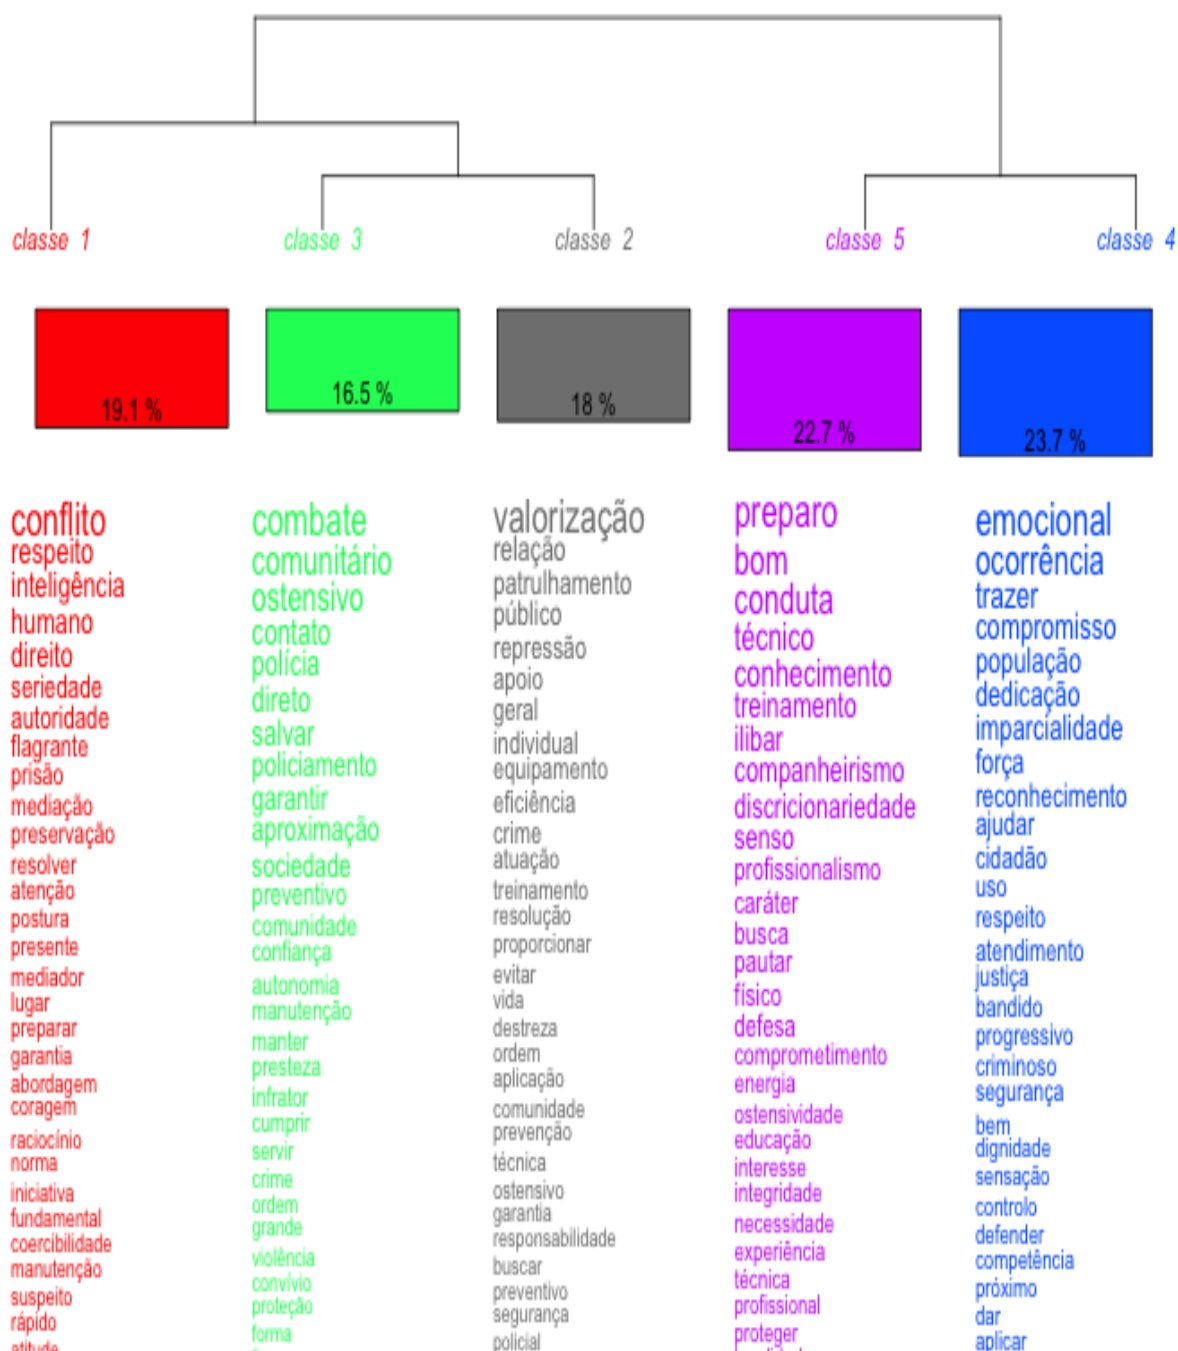 classe 1
classe 3
classe 2
classe 5
classe 4
19.1 %
16.5 %
18 %
22.7 %
23.7 %
conflito
respeito
inteligência
humano
direito
seriedade
autoridade
flagrante
prisão
mediação
preservação
resolver
atenção
postura
presente
mediador
lugar
preparar
garantia
abordagem
coragem
raciocínio
norma
iniciativa
fundamental
coercibilidade
manutenção
suspeito
rápido
atitude
combate
comunitário
ostensivo
contato
polícia
direto
salvar
policiamento
garantir
aproximação
sociedade
preventivo
comunidade
confiança
autonomia
manutenção
manter
presteza
infrator
cumprir
servir
crime
ordem
grande
violência
convívio
proteção
forma
valorização
relação
patrulhamento
público
repressão
apoio
geral
individual
equipamento
eficiência
crime
atuação
treinamento
resolução
proporcionar
evitar
vida
destreza
ordem
aplicação
comunidade
prevenção
técnica
ostensivo
garantia
responsabilidade
buscar
preventivo
segurança
policial
preparo
bom
conduta
técnico
conhecimento
treinamento
ilibar
companheirismo
discricionariedade
senso
profissionalismo
caráter
busca
pautar
físico
defesa
comprometimento
energia
ostensividade
educação
interesse
integridade
necessidade
experiência
técnica
profissional
proteger
emocional
ocorrência
trazer
compromisso
população
dedicação
imparcialidade
força
reconhecimento
ajudar
cidadão
uso
respeito
atendimento
justiça
bandido
progressivo
criminoso
segurança
bem
dignidade
sensação
controlo
defender
competência
próximo
dar
aplicar